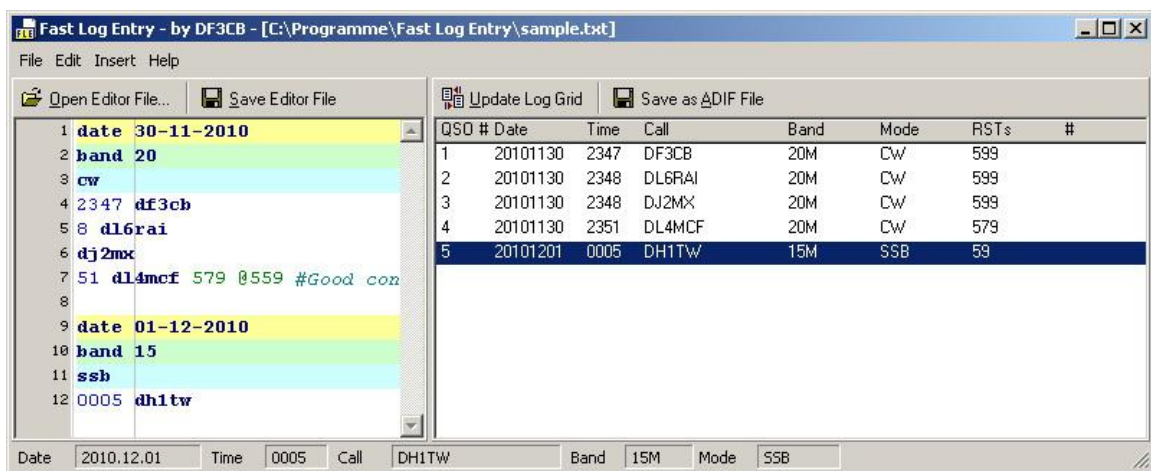 FLE Fast Log Entry - by DF3CB - [C:\Programme\Fast Log Entry\sample.txt]
File Edit Insert Help
Open Editor File... Save Editor File
1 date 30-11-2010
2 band 20
3 cw
4 2347 df3cb
5 8 dl6rai
6 dj2mx
7 51 dl4mcf 579 @559 #Good con
8
9 date 01-12-2010
10 band 15
11 ssb
12 0005 dh1tw
Update Log Grid Save as ADIF File
QSO # Date Time Call Band Mode RSTs #
1 20101130 2347 DF3CB 20M CW 599
2 20101130 2348 DL6RAI 20M CW 599
3 20101130 2348 DJ2MX 20M CW 599
4 20101130 2351 DL4MCF 20M CW 579
5 20101201 0005 DH1TW 15M SSB 59
Date 2010.12.01 Time 0005 Call DH1TW Band 15M Mode SSB